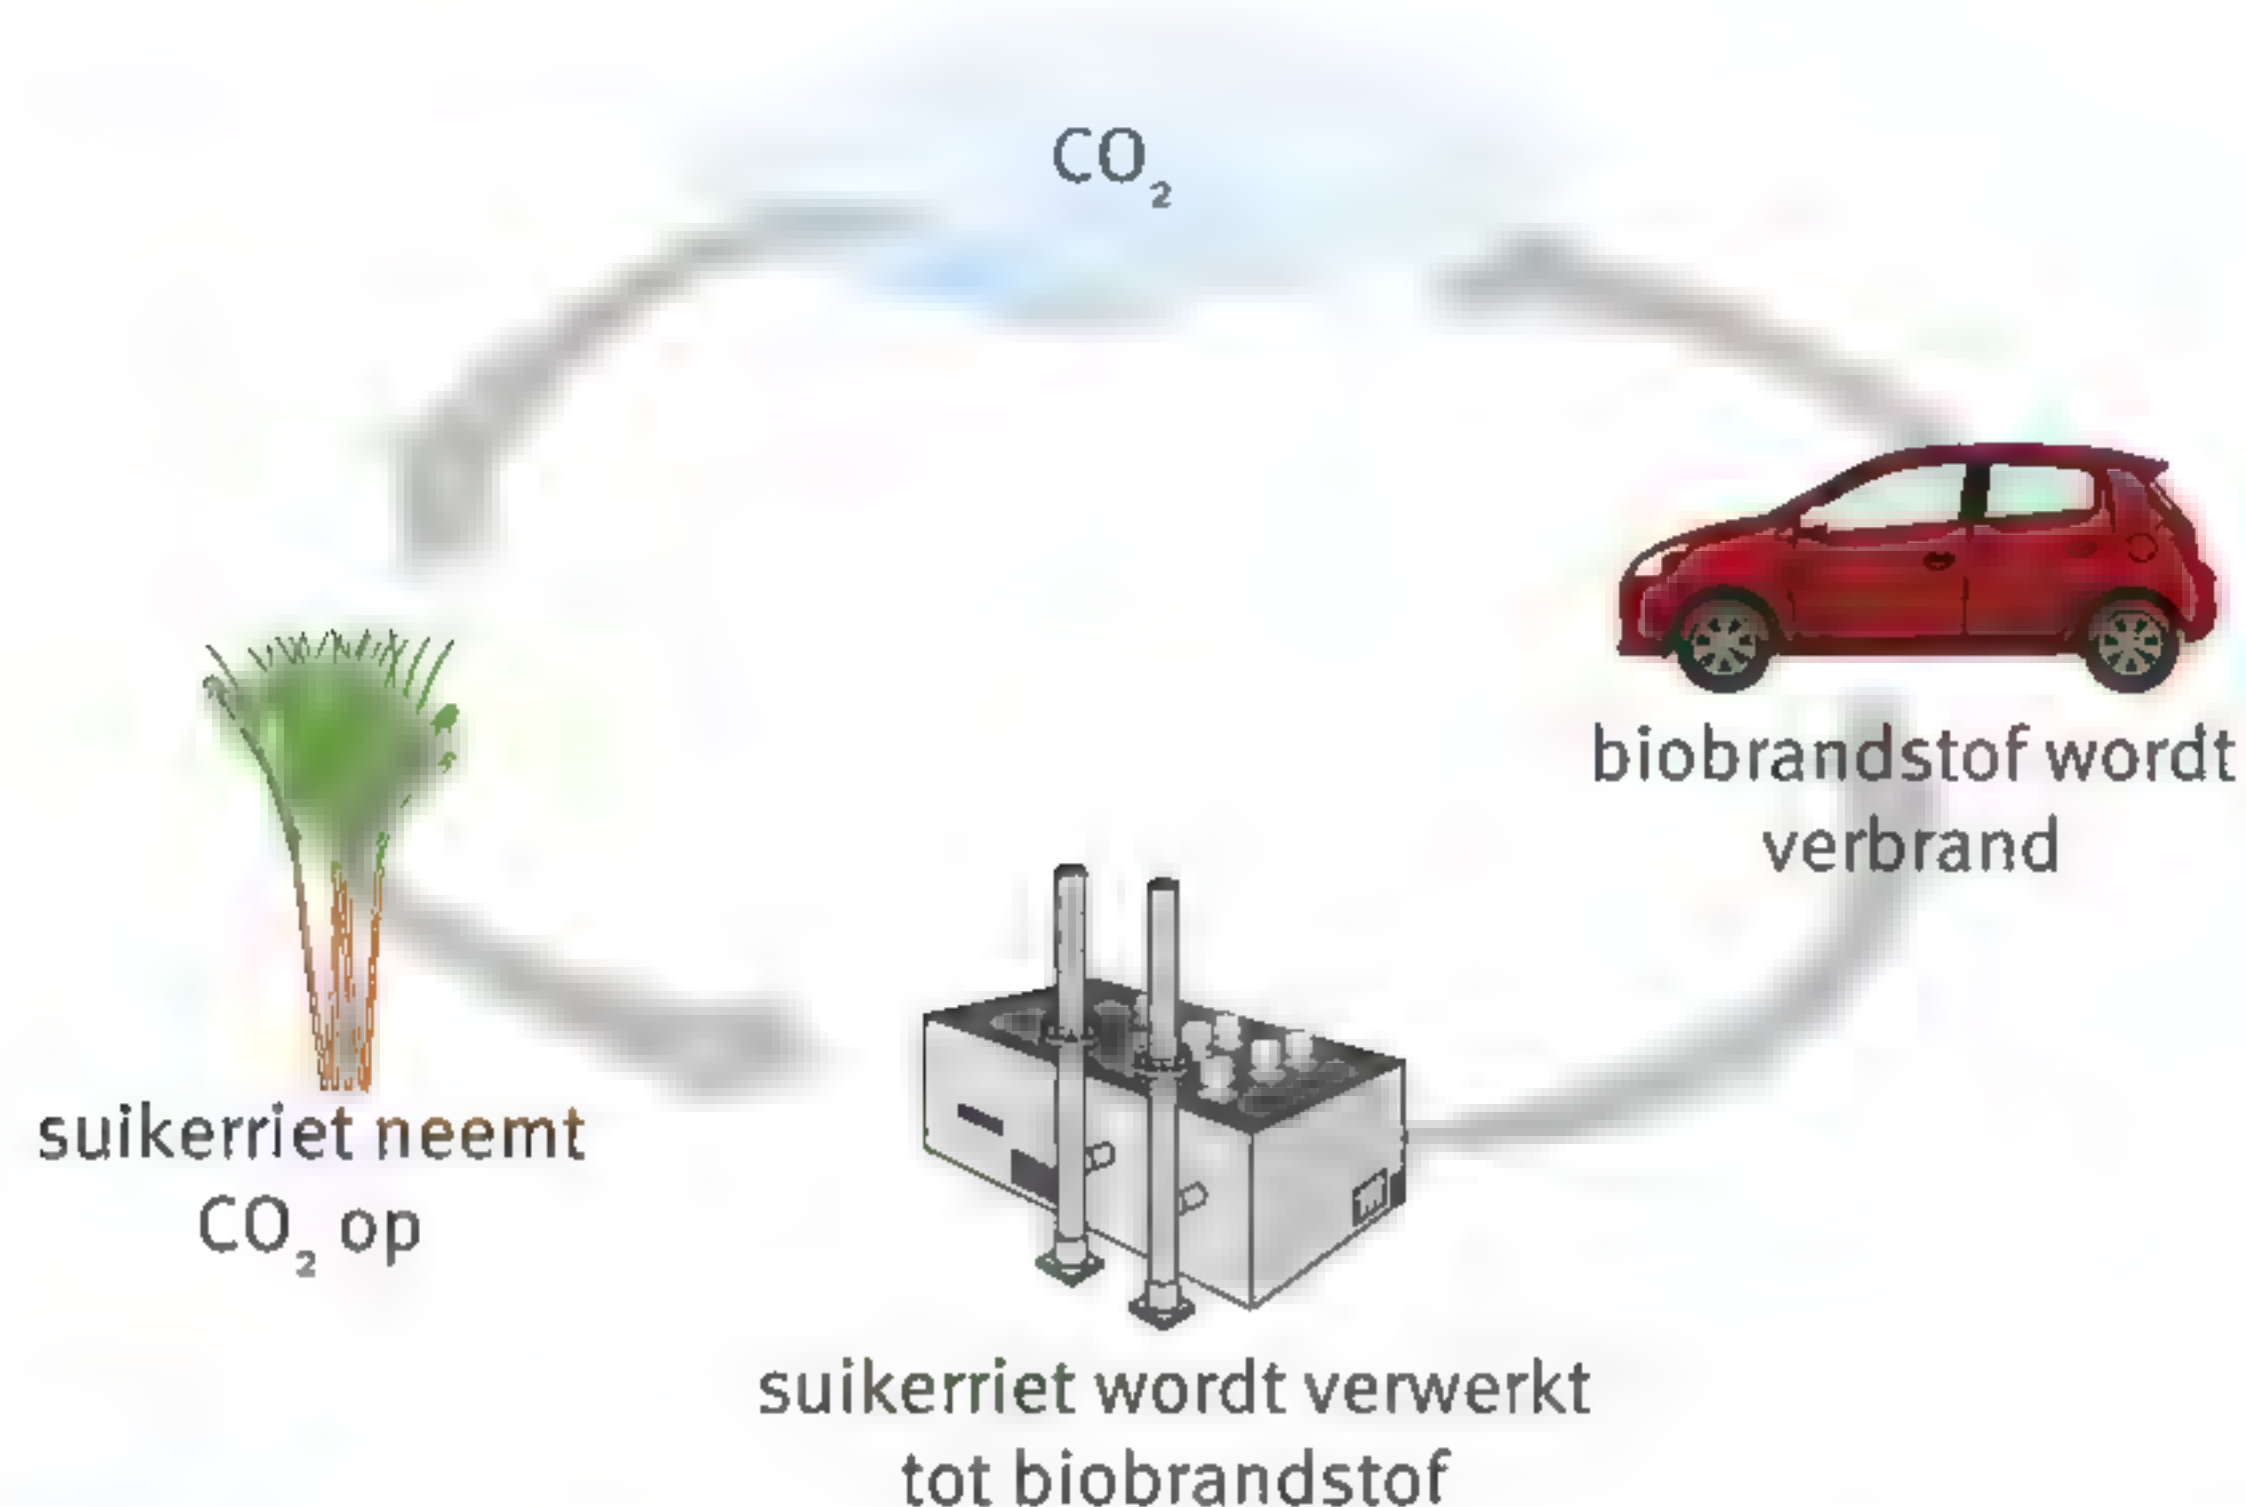 CO₂
biobrandstof wordt
verbrand
suikerriet neemt
CO₂ op
suikerriet wordt verwerkt
tot biobrandstof